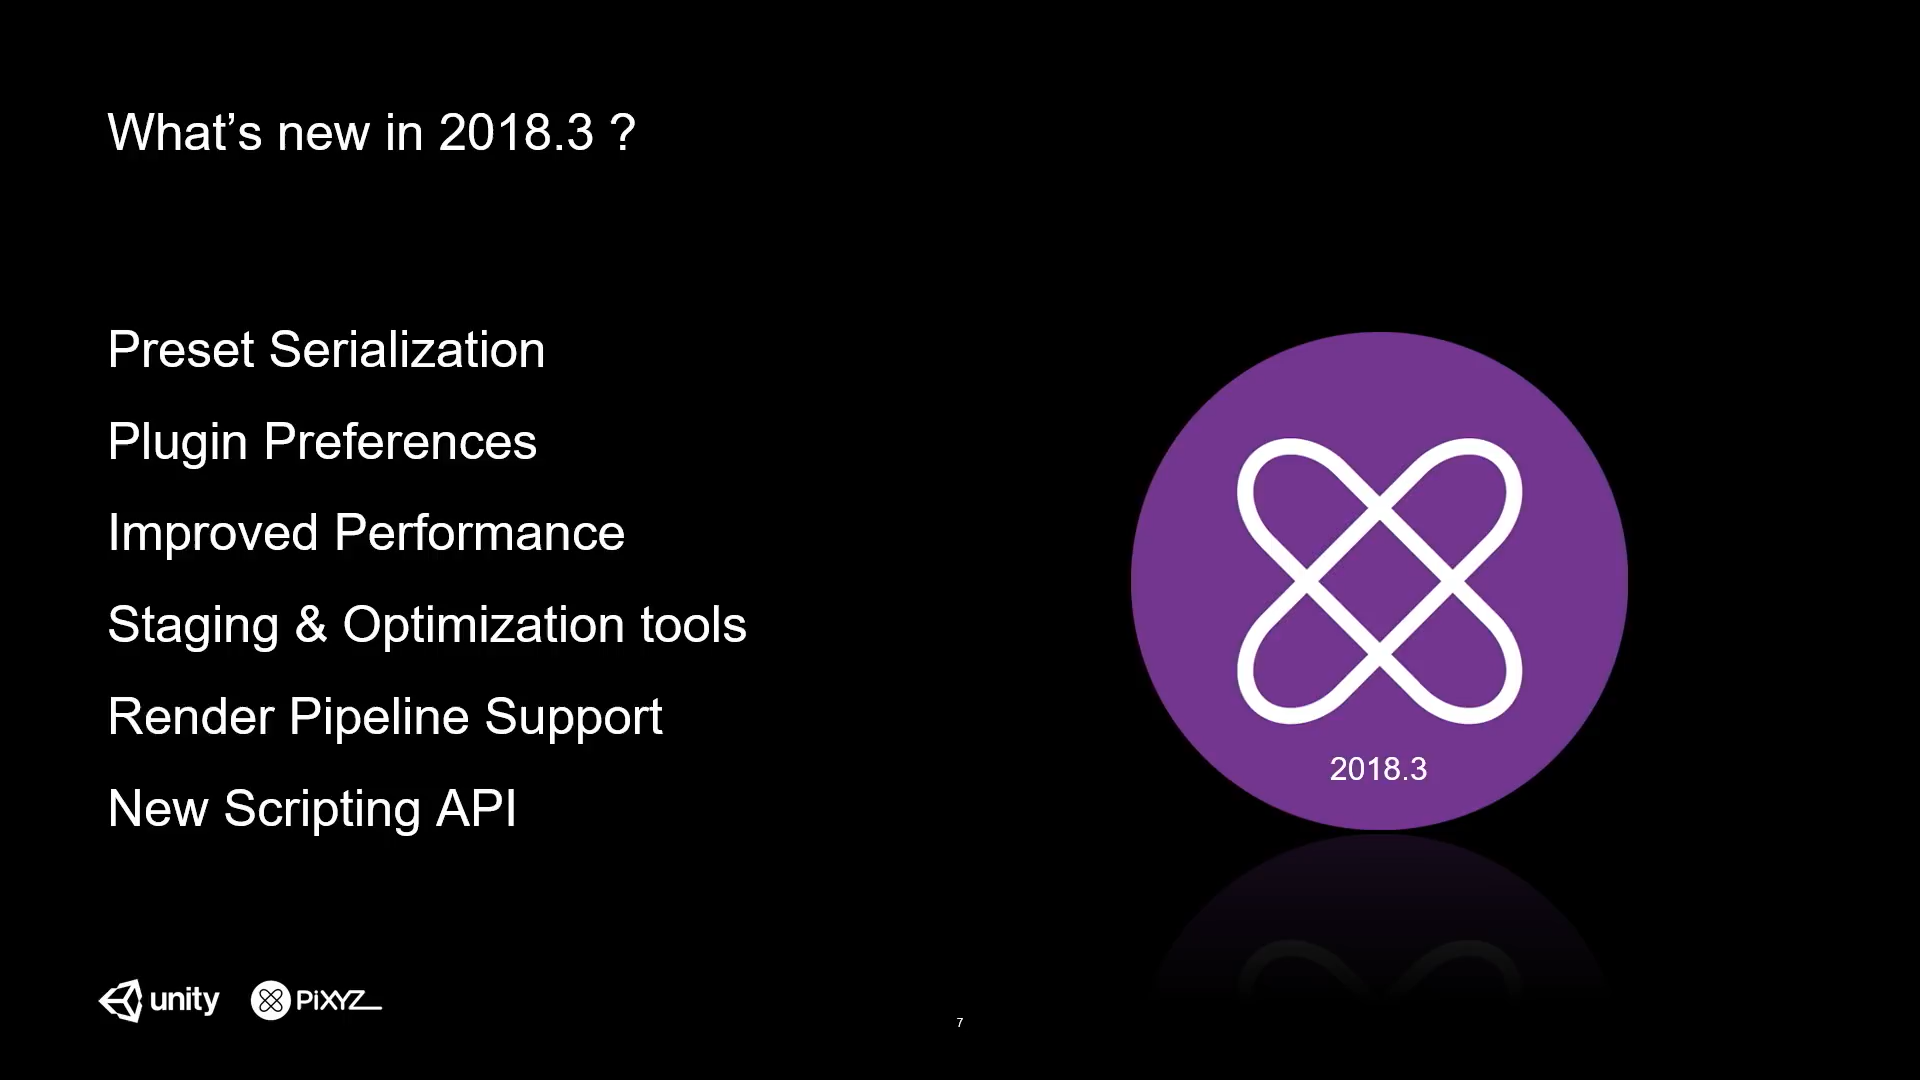 What’s new in 2018.3 ?
Preset Serialization
Plugin Preferences
Improved Performance
Staging & Optimization tools
Render Pipeline Support
New Scripting API
2018.3
unity
PiXYZ
7